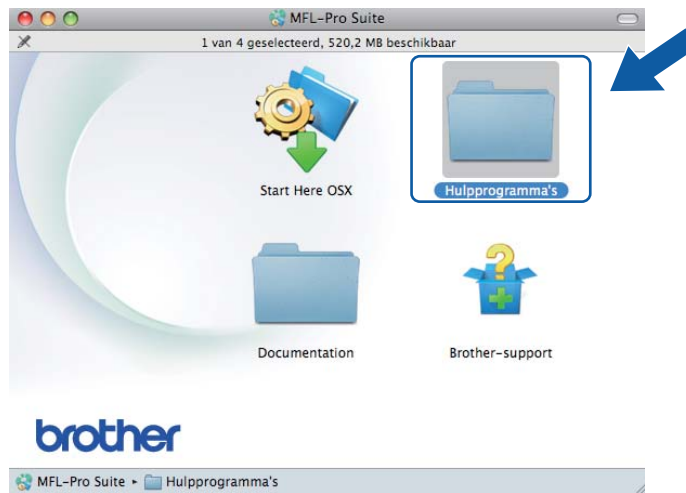 MFL-Pro Suite
1 van 4 geselecteerd, 520,2 MB beschikbaar
Start Here OSX
Hulpprogramma's
Documentation
Brother-support
brother
MFL-Pro Suite ▸ Hulpprogramma's